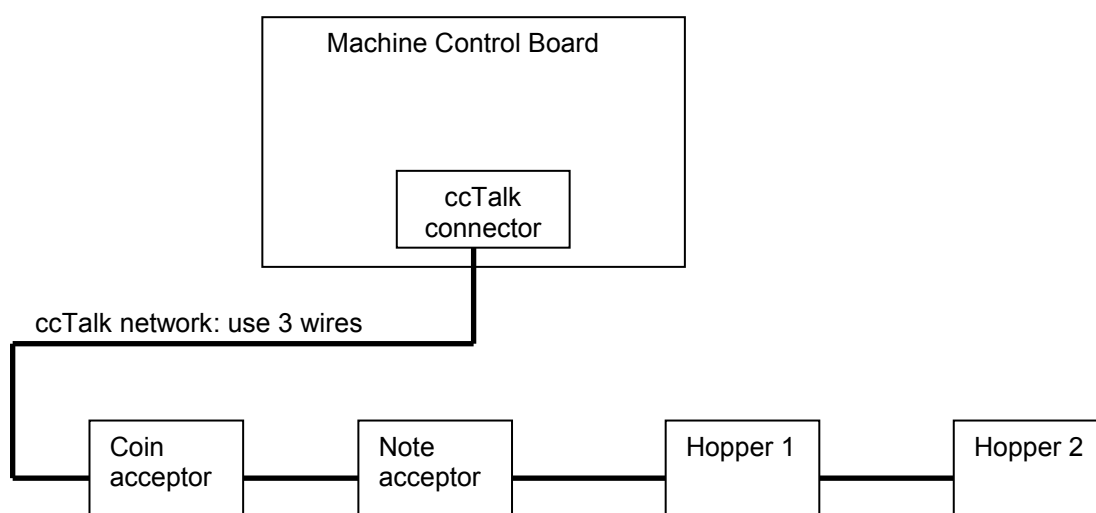 Machine Control Board
ccTalk
connector
ccTalk network: use 3 wires
Coin
acceptor
Note
acceptor
Hopper 1
Hopper 2